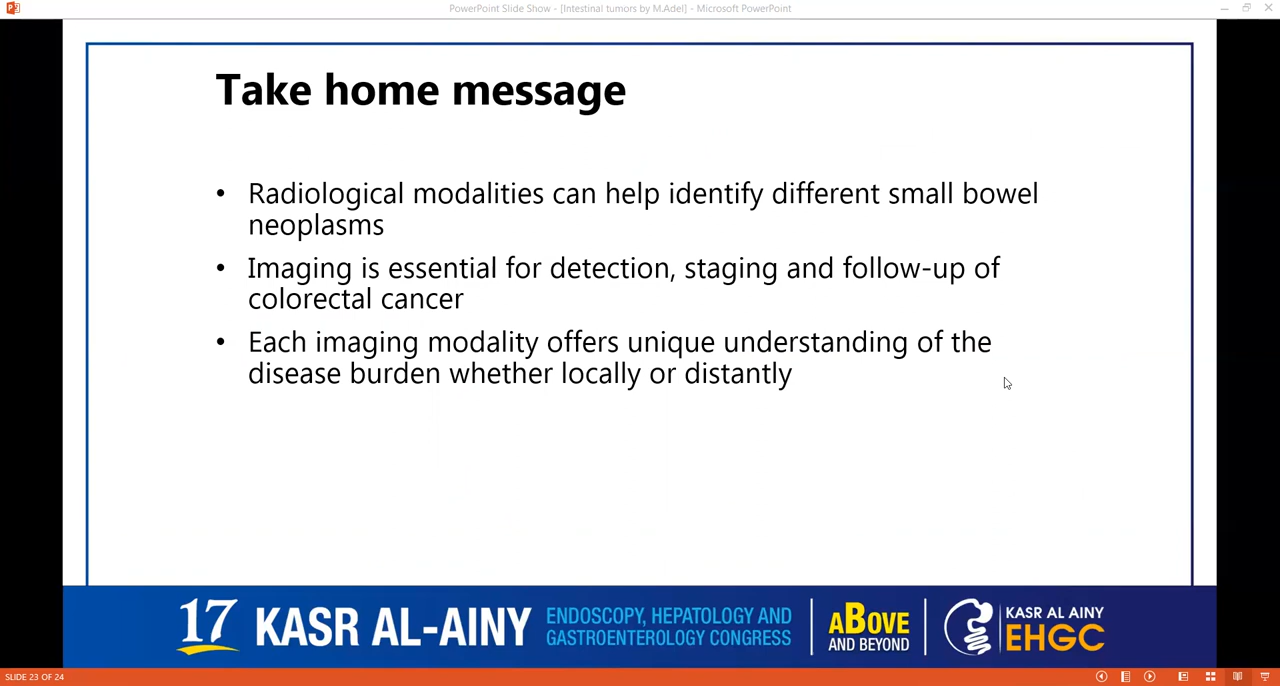 PowerPoint Slide Show - [Intestinal tumors by M.Adel] - Microsoft PowerPoint
Take home message
• Radiological modalities can help identify different small bowel
neoplasms
• Imaging is essential for detection, staging and follow-up of
colorectal cancer
• Each imaging modality offers unique understanding of the
disease burden whether locally or distantly
17 KASR AL-AINY
ENDOSCOPY, HEPATOLOGY AND
GASTROENTEROLOGY CONGRESS
aBOVE
AND BEYOND
KASR AL AINY
EHGC
SLIDE 23 OF 24